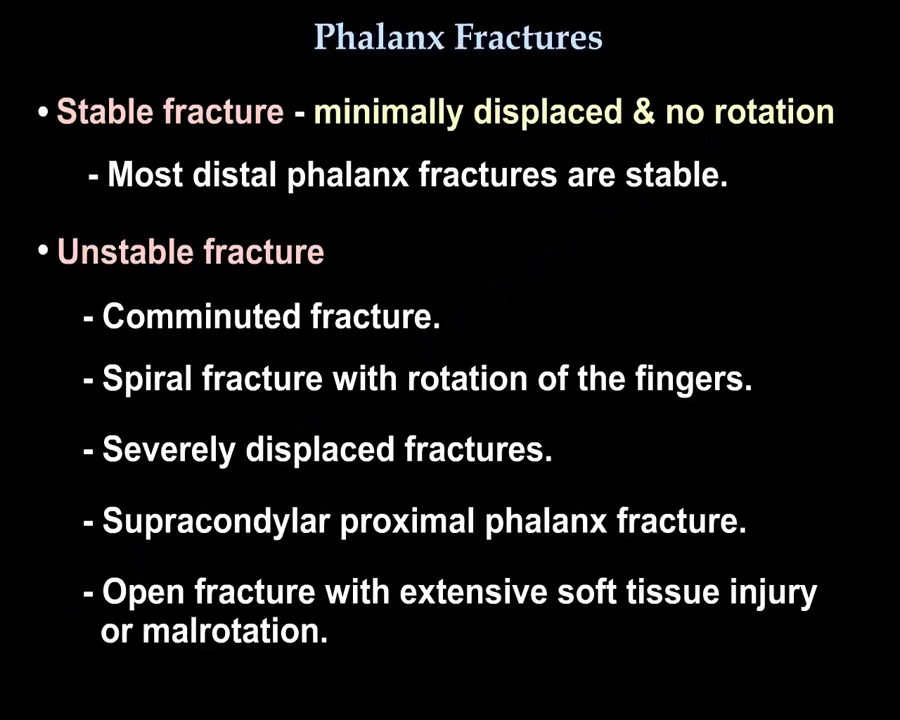 Phalanx Fractures
• Stable fracture - minimally displaced & no rotation
- Most distal phalanx fractures are stable.
• Unstable fracture
- Comminuted fracture.
- Spiral fracture with rotation of the fingers.
- Severely displaced fractures.
- Supracondylar proximal phalanx fracture.
- Open fracture with extensive soft tissue injury
or malrotation.